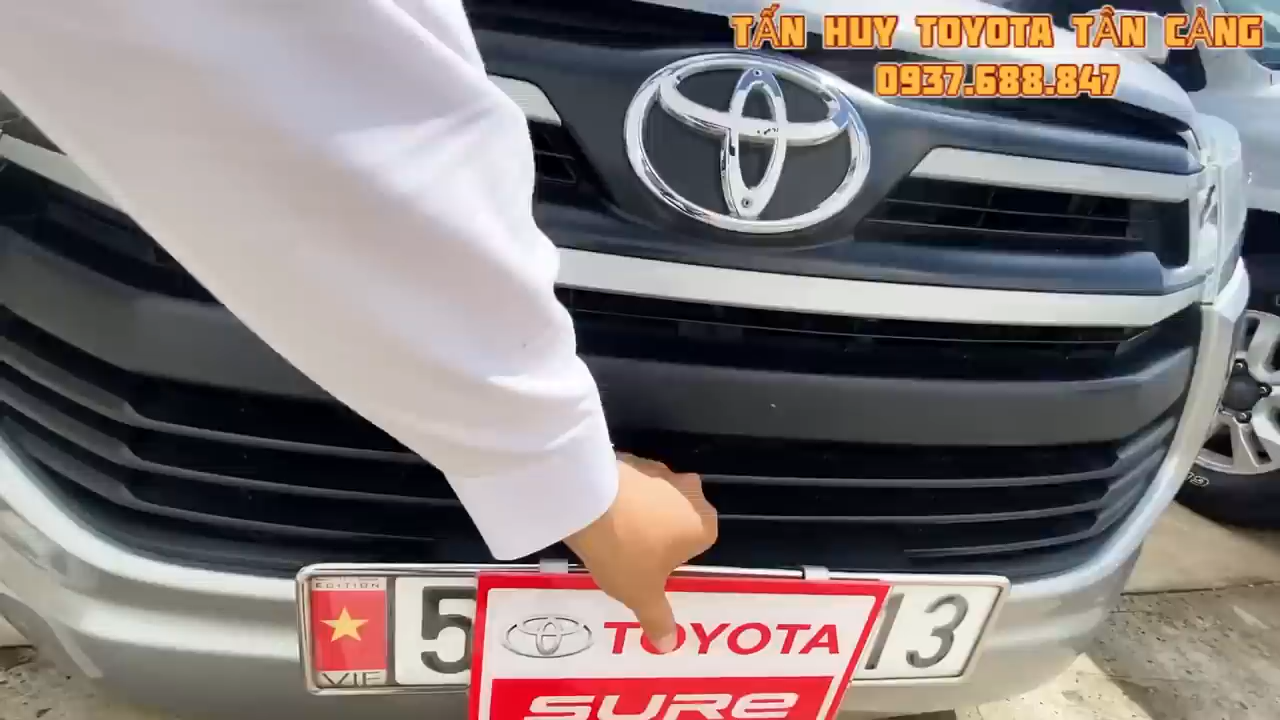 TẤN HUY TOYOTA TÂN CẢNG
0937.688.847
EDITION
VIE
5
TOYOTA
SURE
13